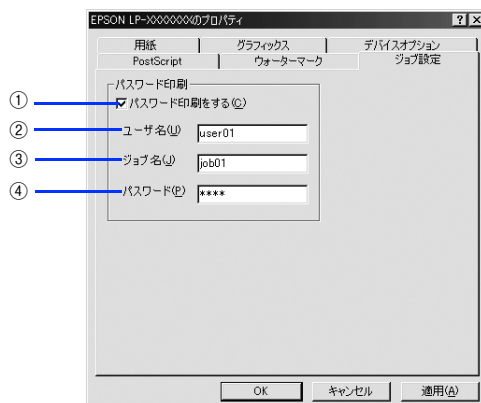 EPSON LP-XXXXXXXのプロパティ
用紙 グラフィックス デバイスオプション
PostScript ウォーターマーク ジョブ設定
パスワード印刷
① パスワード印刷をする(C)
② ユーザ名(U) user01
③ ジョブ名(J) job01
④ パスワード(P) ****
OK キャンセル 適用(A)